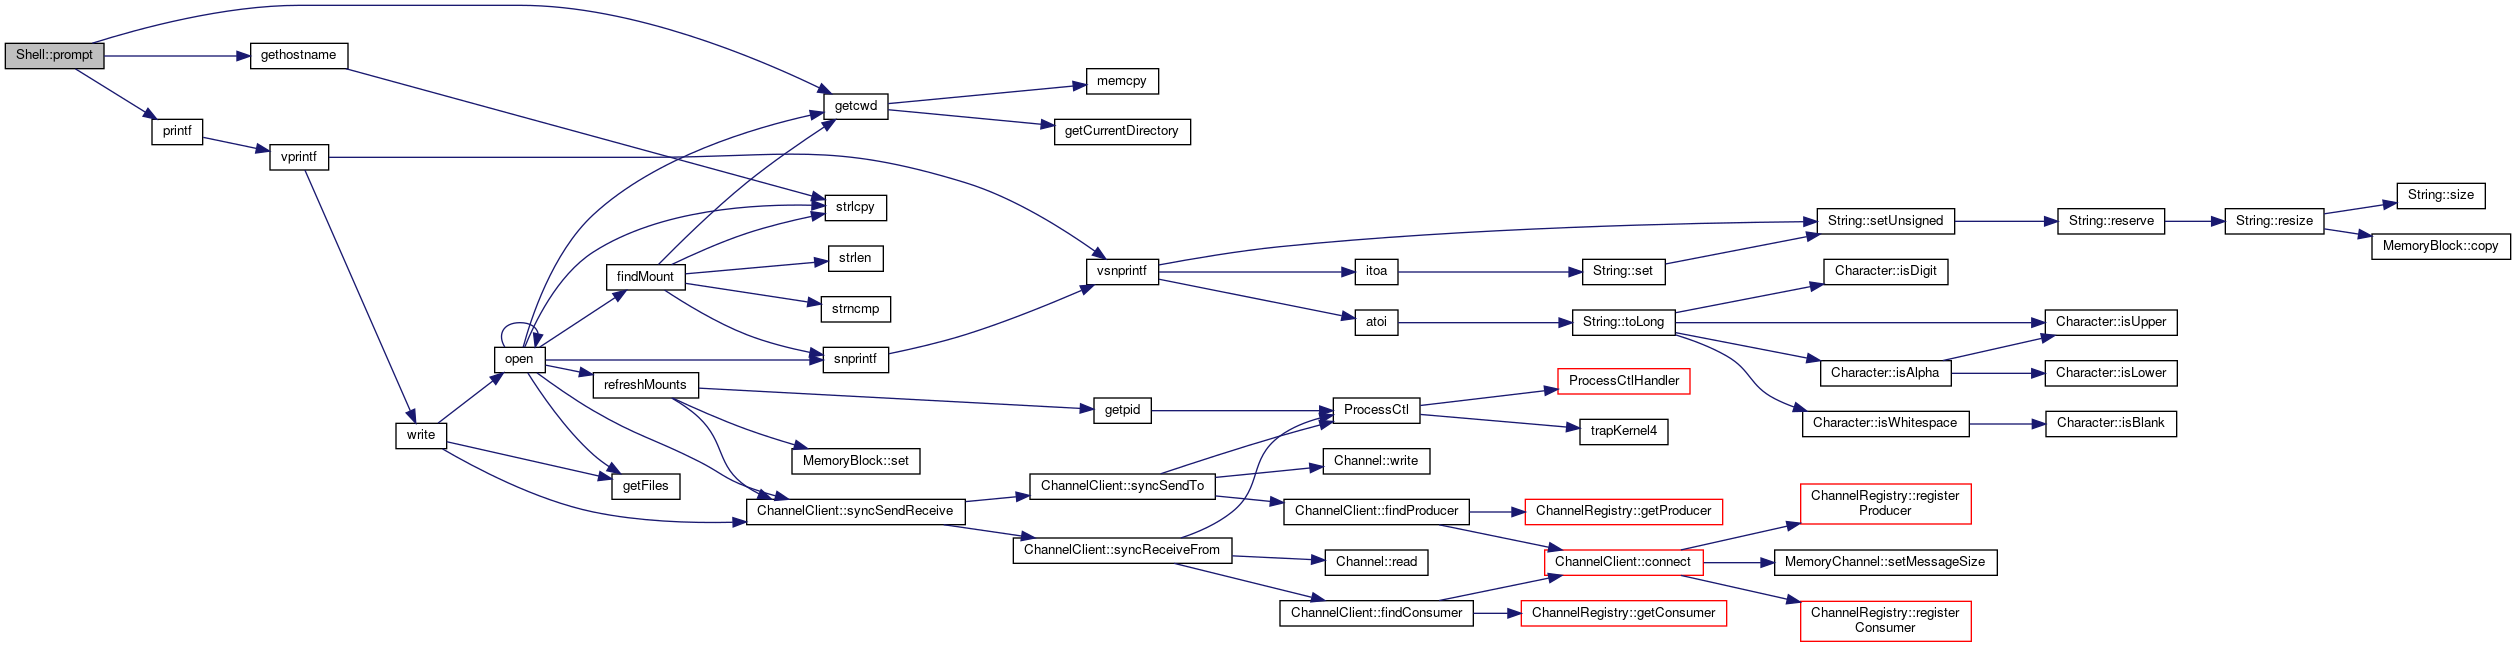 Shell::prompt
gethostname
printf
vprintf
write
open
getFiles
findMount
refreshMounts
getcwd
strlcpy
strlen
strncmp
snprintf
MemoryBlock::set
ChannelClient::syncSendReceive
memcpy
getCurrentDirectory
vsnprintf
getpid
ChannelClient::syncSendTo
ChannelClient::syncReceiveFrom
itoa
atoi
ProcessCtl
Channel::write
ChannelClient::findProducer
Channel::read
ChannelClient::findConsumer
String::set
String::toLong
ProcessCtlHandler
trapKernel4
ChannelRegistry::getProducer
ChannelClient::connect
ChannelRegistry::getConsumer
String::setUnsigned
Character::isDigit
Character::isAlpha
Character::isWhitespace
ChannelRegistry::register
Producer
MemoryChannel::setMessageSize
ChannelRegistry::register
Consumer
String::reserve
Character::isUpper
Character::isLower
Character::isBlank
String::resize
String::size
MemoryBlock::copy